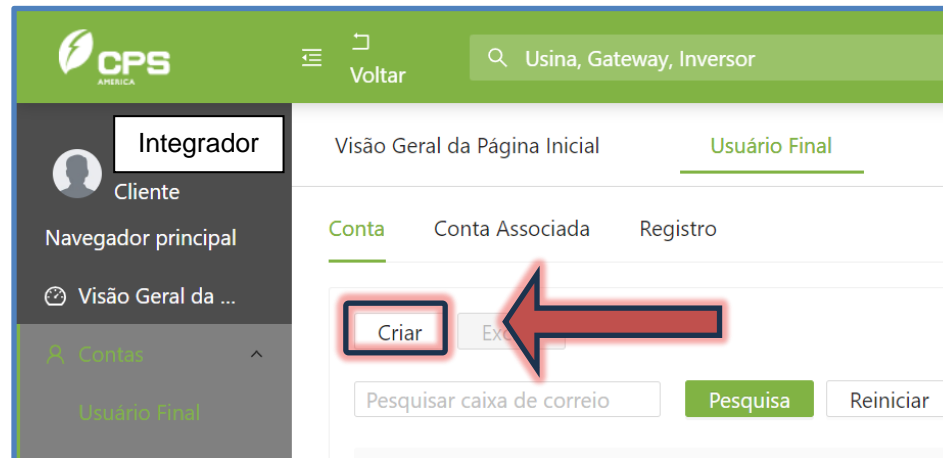 CPS
AMERICA
Voltar
Usina, Gateway, Inversor
Integrador
Cliente
Navegador principal
Visão Geral da ...
Contas
Usuário Final
Visão Geral da Página Inicial
Usuário Final
Conta
Conta Associada
Registro
Criar
Pesquisar caixa de correio
Pesquisa
Reiniciar